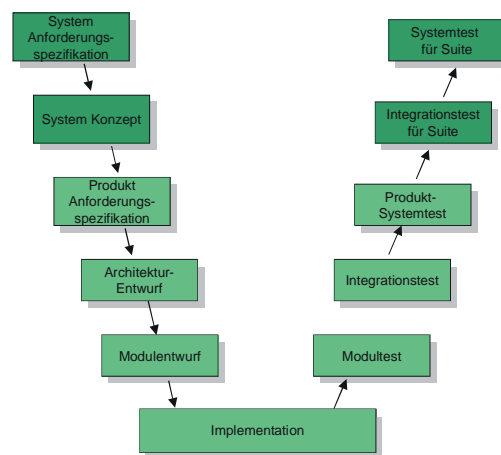 System
Anforderungs-
spezifikation
System Konzept
Produkt
Anforderungs-
spezifikation
Architektur-
Entwurf
Modulentwurf
Implementation
Modultest
Integrationstest
Produkt-
Systemtest
Integrationstest
für Suite
Systemtest
für Suite